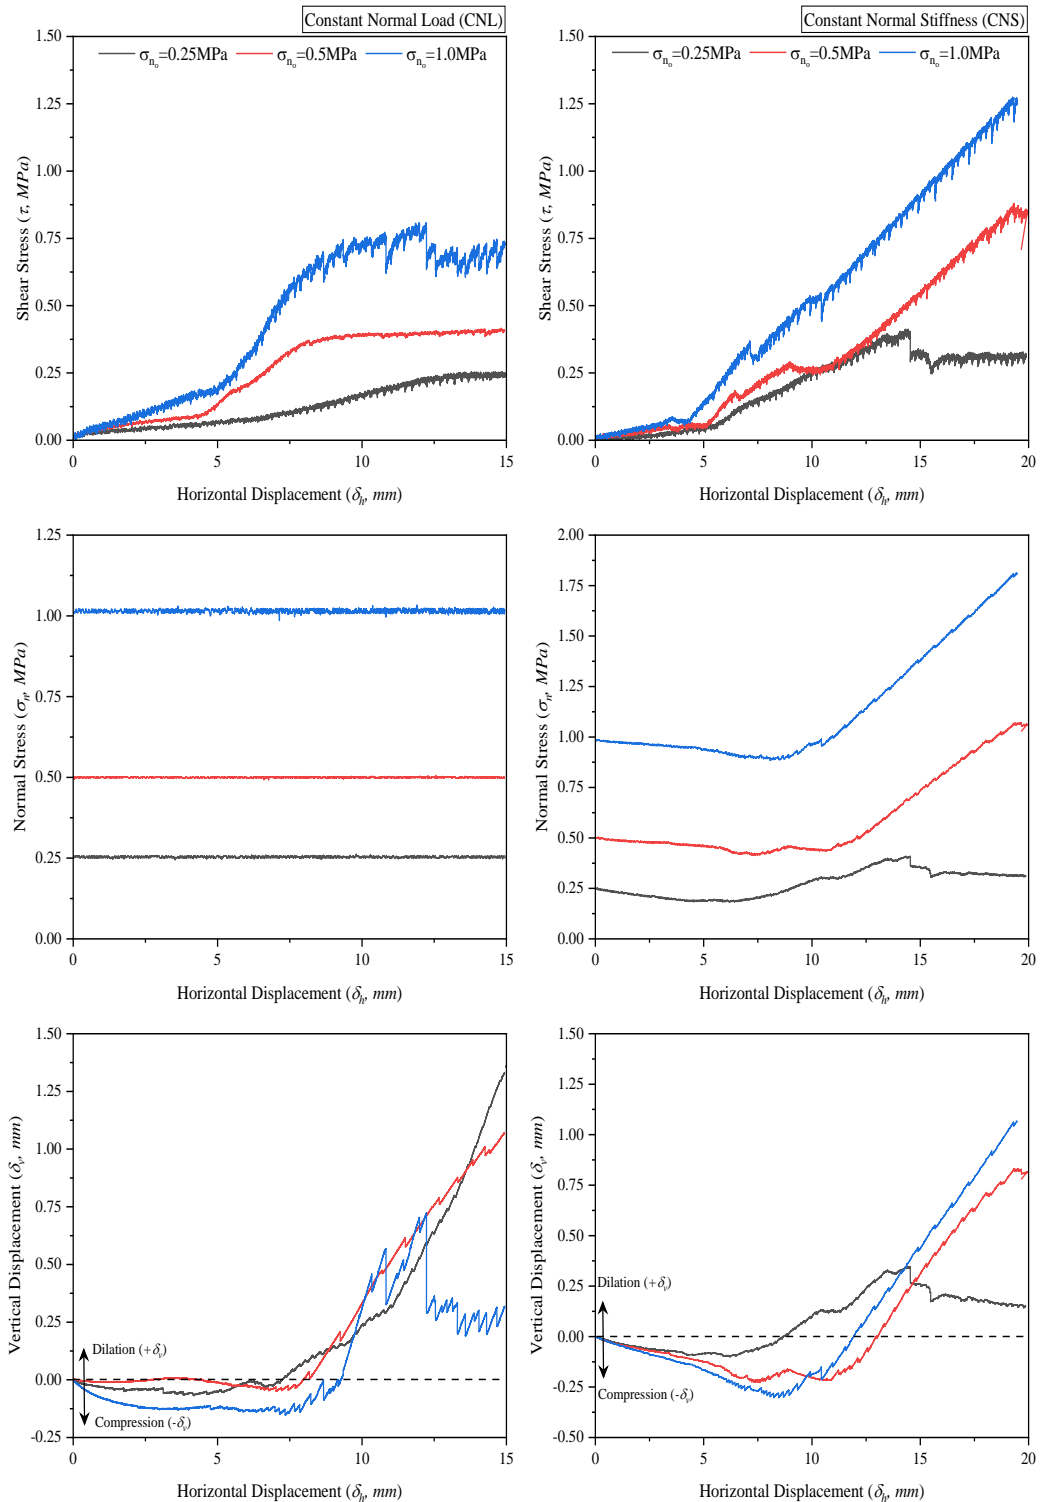 Constant Normal Load (CNL)
σn₀=0.25MPa σn₀=0.5MPa σn₀=1.0MPa
1.50
1.25
1.00
0.75
0.50
0.25
0.00
0 5 10 15
Shear Stress (τ, MPa)
Horizontal Displacement (δh, mm)
Constant Normal Stiffness (CNS)
σn₀=0.25MPa σn₀=0.5MPa σn₀=1.0MPa
1.50
1.25
1.00
0.75
0.50
0.25
0.00
0 5 10 15 20
Shear Stress (τ, MPa)
Horizontal Displacement (δh, mm)
1.25
1.00
0.75
0.50
0.25
0.00
0 5 10 15
Normal Stress (σn, MPa)
Horizontal Displacement (δh, mm)
2.00
1.75
1.50
1.25
1.00
0.75
0.50
0.25
0.00
0 5 10 15 20
Normal Stress (σn, MPa)
Horizontal Displacement (δh, mm)
1.50
1.25
1.00
0.75
0.50
0.25
0.00
-0.25
0 5 10 15
Vertical Displacement (δv, mm)
Dilation (+δv)
Compression (-δv)
Horizontal Displacement (δh, mm)
1.50
1.25
1.00
0.75
0.50
0.25
0.00
-0.25
-0.50
0 5 10 15 20
Vertical Displacement (δv, mm)
Dilation (+δv)
Compression (-δv)
Horizontal Displacement (δh, mm)